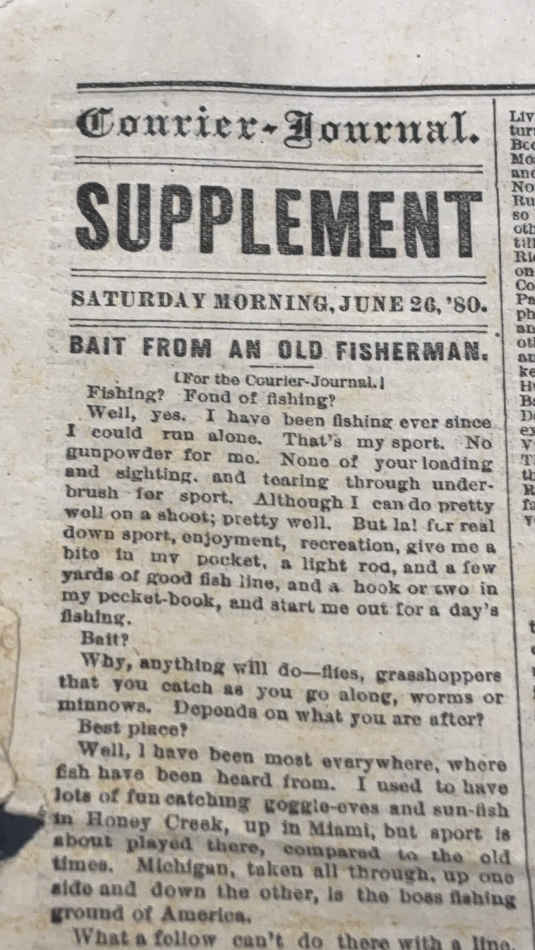 Courier-Journal.
SUPPLEMENT
SATURDAY MORNING, JUNE 26, '80.
BAIT FROM AN OLD FISHERMAN.
[For the Courier-Journal.]
Fishing? Fond of fishing?
Well, yes. I have been fishing ever since
I could run alone. That's my sport. No
gunpowder for me. None of your loading
and sighting, and tearing through under-
brush for sport. Although I can do pretty
well on a shoot; pretty well. But la! for real
down sport, enjoyment, recreation, give me a
bite in my pocket, a light rod, and a few
yards of good fish line, and a hook or two in
my pocket-book, and start me out for a day's
fishing.
Bait?
Why, anything will do—flies, grasshoppers
that you catch as you go along, worms or
minnows. Depends on what you are after?
Best place?
Well, I have been most everywhere, where
fish have been heard from. I used to have
lots of fun catching goggle-eyes and sun-fish
in Honey Creek, up in Miami, but sport is
about played there, compared to the old
times. Michigan, taken all through, up one
side and down the other, is the boss fishing
ground of America.
What a fellow can't do there with a line